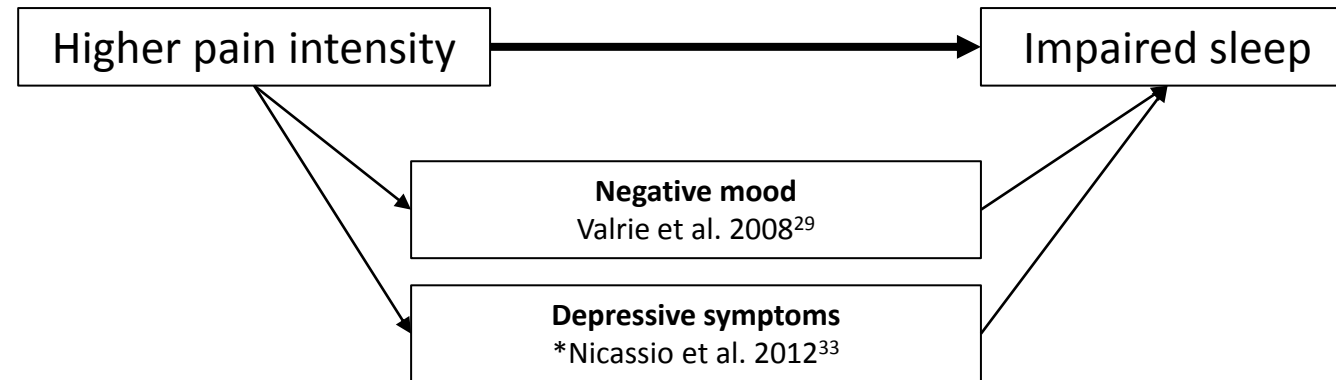 Higher pain intensity
Impaired sleep
Negative mood
Valrie et al. 2008²⁹
Depressive symptoms
*Nicassio et al. 2012³³